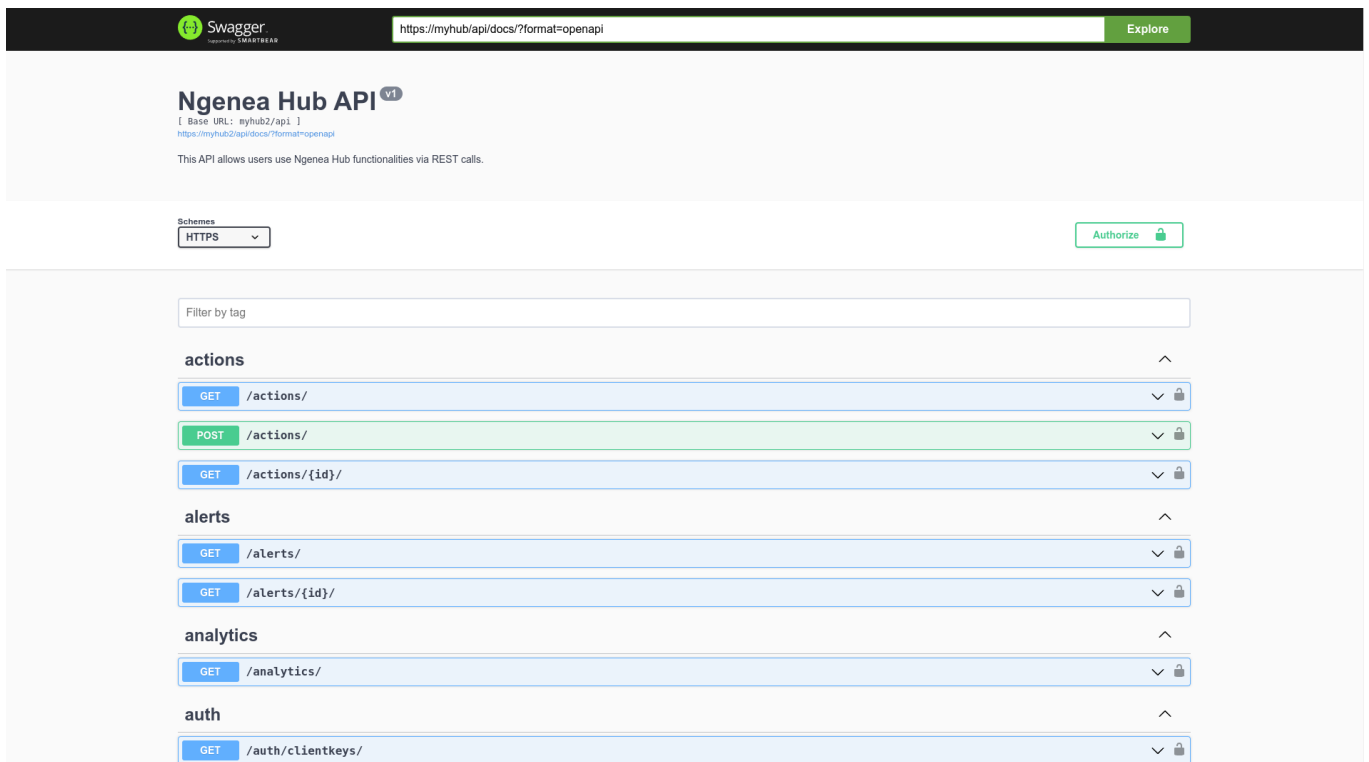 Swagger.
Supported by SMARTBEAR
https://myhub/api/docs/?format=openapi
Explore
Ngenea Hub API v1
[ Base URL: myhub2/api ]
https://myhub2/api/docs/?format=openapi
This API allows users use Ngenea Hub functionalities via REST calls.
Schemes
HTTPS
Authorize
Filter by tag
actions
GET /actions/
POST /actions/
GET /actions/{id}/
alerts
GET /alerts/
GET /alerts/{id}/
analytics
GET /analytics/
auth
GET /auth/clientkeys/